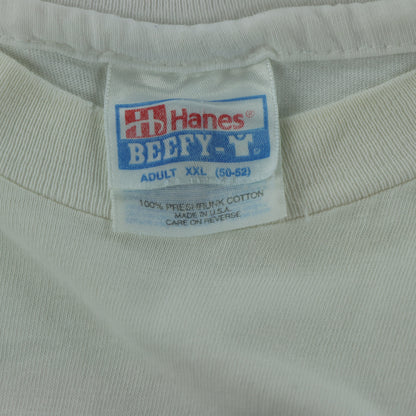 Hanes®
BEEFY-T®
ADULT XXL (50-52)
100% PRESHRUNK COTTON
MADE IN U.S.A.
CARE ON REVERSE